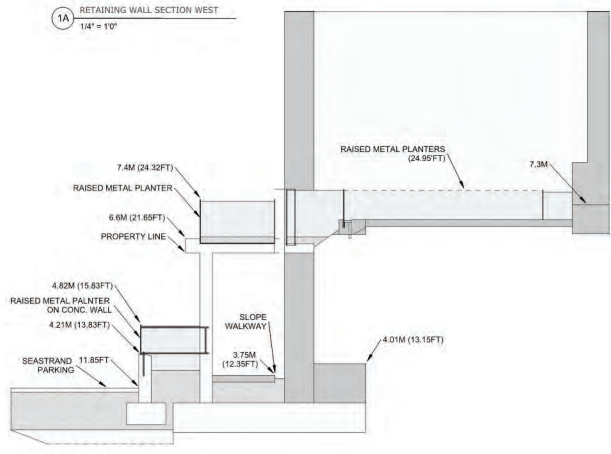 1A
RETAINING WALL SECTION WEST
1/4" = 1'0"
RAISED METAL PLANTERS
(24.95'FT)
7.3M
7.4M (24.32FT)
RAISED METAL PLANTER
6.6M (21.65FT)
PROPERTY LINE
4.82M (15.83FT)
RAISED METAL PALNTER
ON CONC. WALL
4.21M (13.83FT)
SEASTRAND
PARKING
11.85FT
SLOPE
WALKWAY
3.75M
(12.35FT)
4.01M (13.15FT)